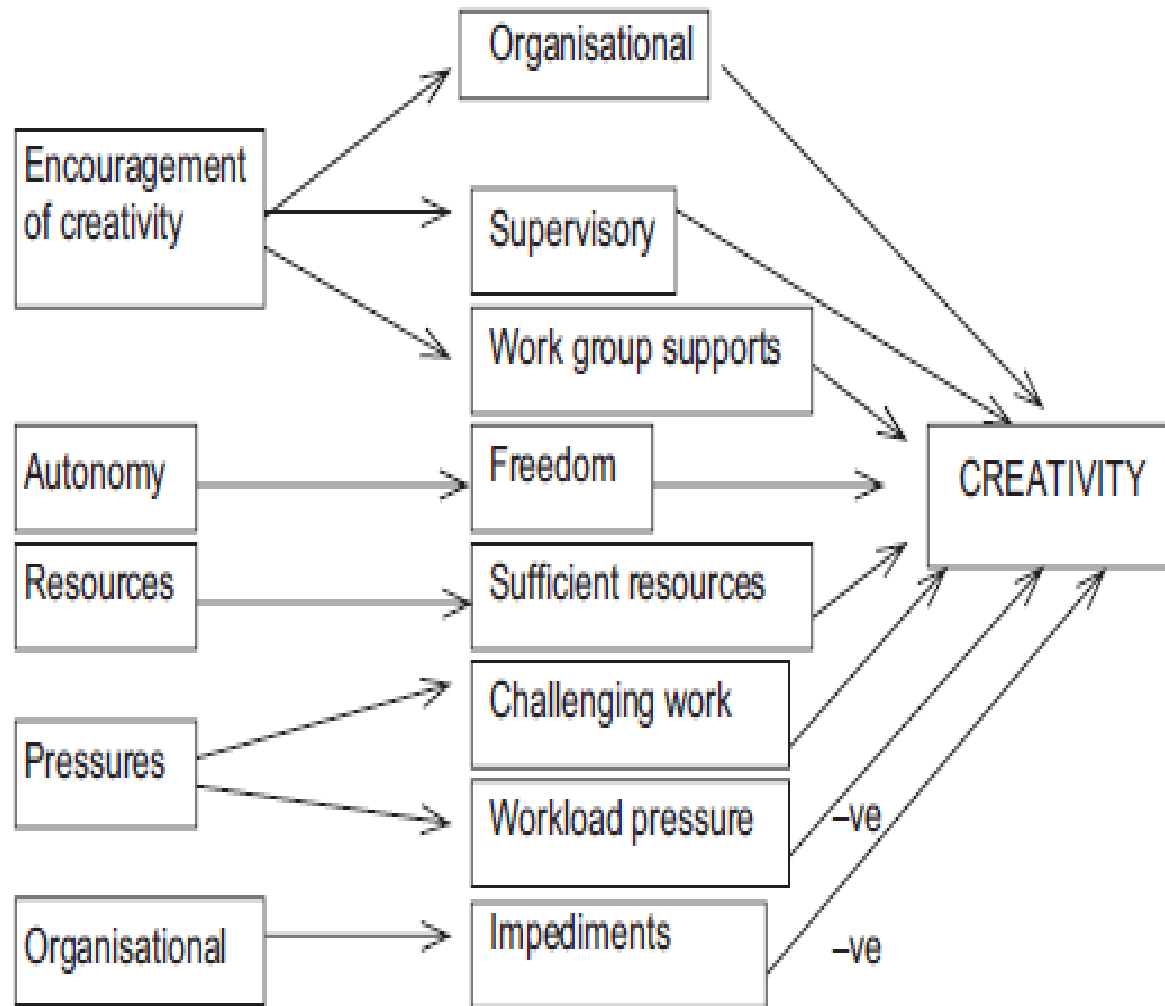 Organisational
Encouragement
of creativity
Supervisory
Work group supports
Autonomy
Freedom
CREATIVITY
Resources
Sufficient resources
Challenging work
Pressures
Workload pressure
–ve
Organisational
Impediments
–ve